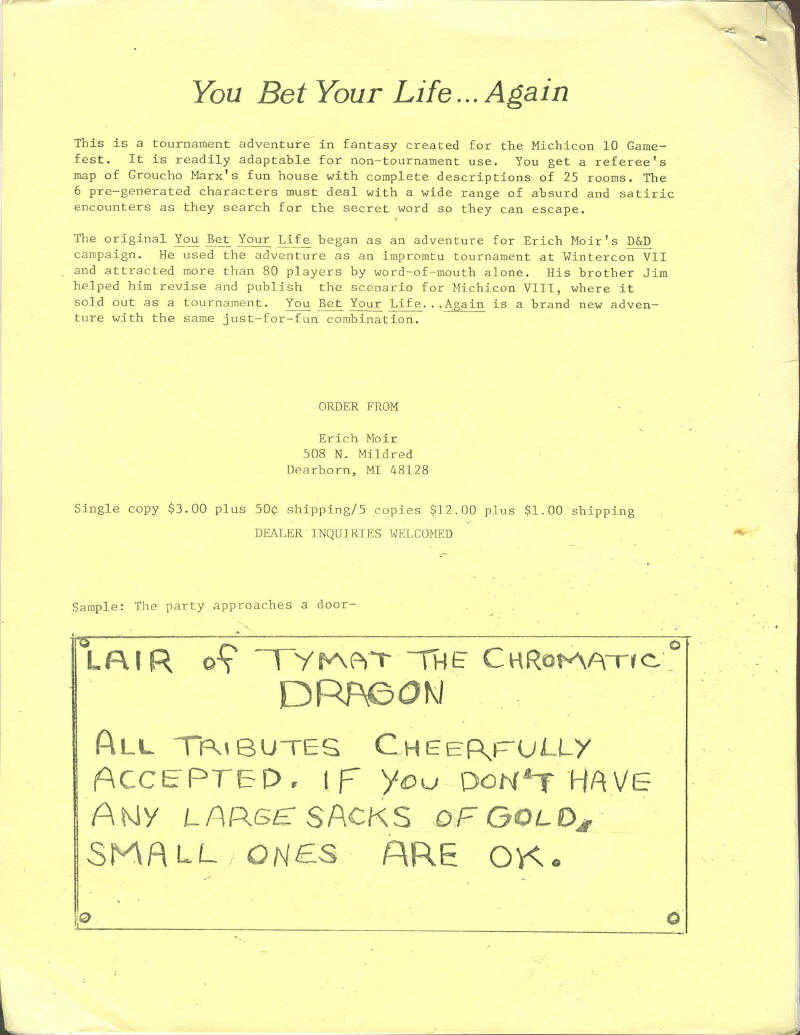 You Bet Your Life...Again
This is a tournament adventure in fantasy created for the Michicon 10 Game-
fest. It is readily adaptable for non-tournament use. You get a referee's
map of Groucho Marx's fun house with complete descriptions of 25 rooms. The
6 pre-generated characters must deal with a wide range of absurd and satiric
encounters as they search for the secret word so they can escape.
The original You Bet Your Life began as an adventure for Erich Moir's D&D
campaign. He used the adventure as an impromtu tournament at Wintercon VII
and attracted more than 80 players by word-of-mouth alone. His brother Jim
helped him revise and publish the scenario for Michicon VIII, where it
sold out as a tournament. You Bet Your Life...Again is a brand new adven-
ture with the same just-for-fun combination.
ORDER FROM
Erich Moir
508 N. Mildred
Dearborn, MI 48128
Single copy $3.00 plus 50¢ shipping/5 copies $12.00 plus $1.00 shipping
DEALER INQUIRIES WELCOMED
Sample: The party approaches a door-
LAIR of TYMAT THE CHROMATIC
DRAGON
ALL TRIBUTES CHEERFULLY
ACCEPTED. IF YOU DON'T HAVE
ANY LARGE SACKS OF GOLD,
SMALL ONES ARE OK.